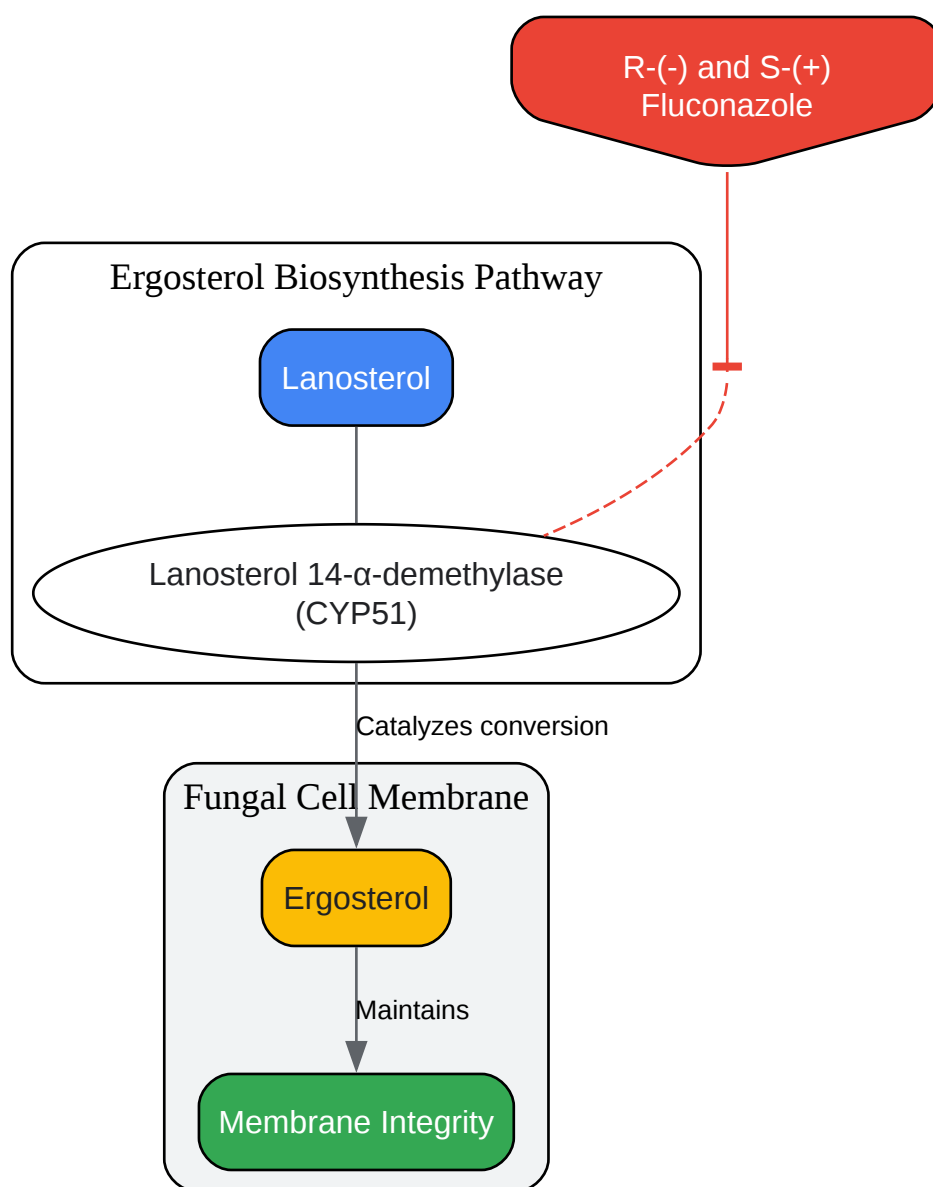 R-(-) and S-(+)
Fluconazole
Ergosterol Biosynthesis Pathway
Lanosterol
Lanosterol 14-α-demethylase
(CYP51)
Catalyzes conversion
Fungal Cell Membrane
Ergosterol
Maintains
Membrane Integrity